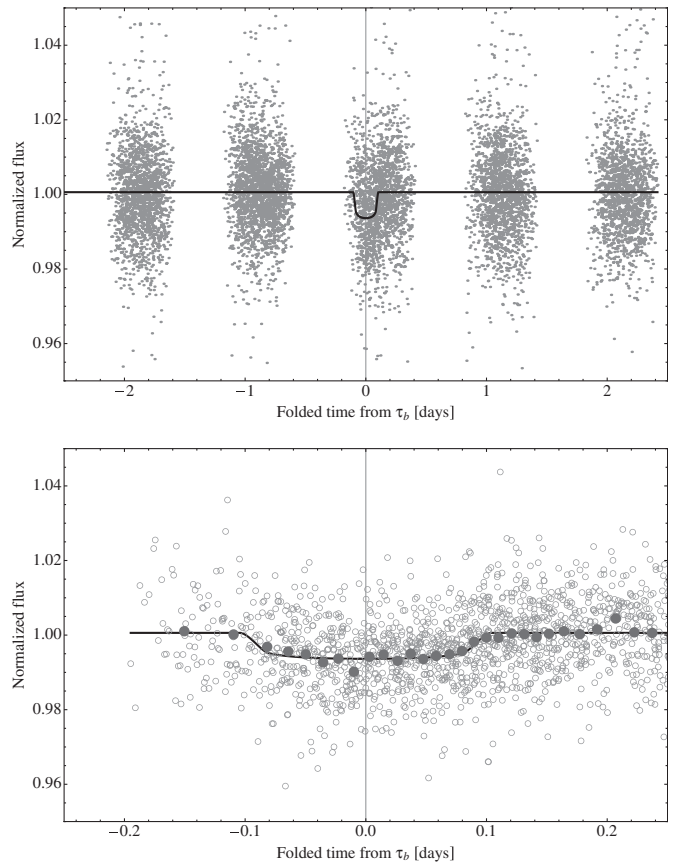 1.04
1.02
Normalized flux
1.00
0.98
0.96
−2 −1 0 1 2
Folded time from τb [days]
1.04
1.02
Normalized flux
1.00
0.98
0.96
−0.2 −0.1 0.0 0.1 0.2
Folded time from τb [days]